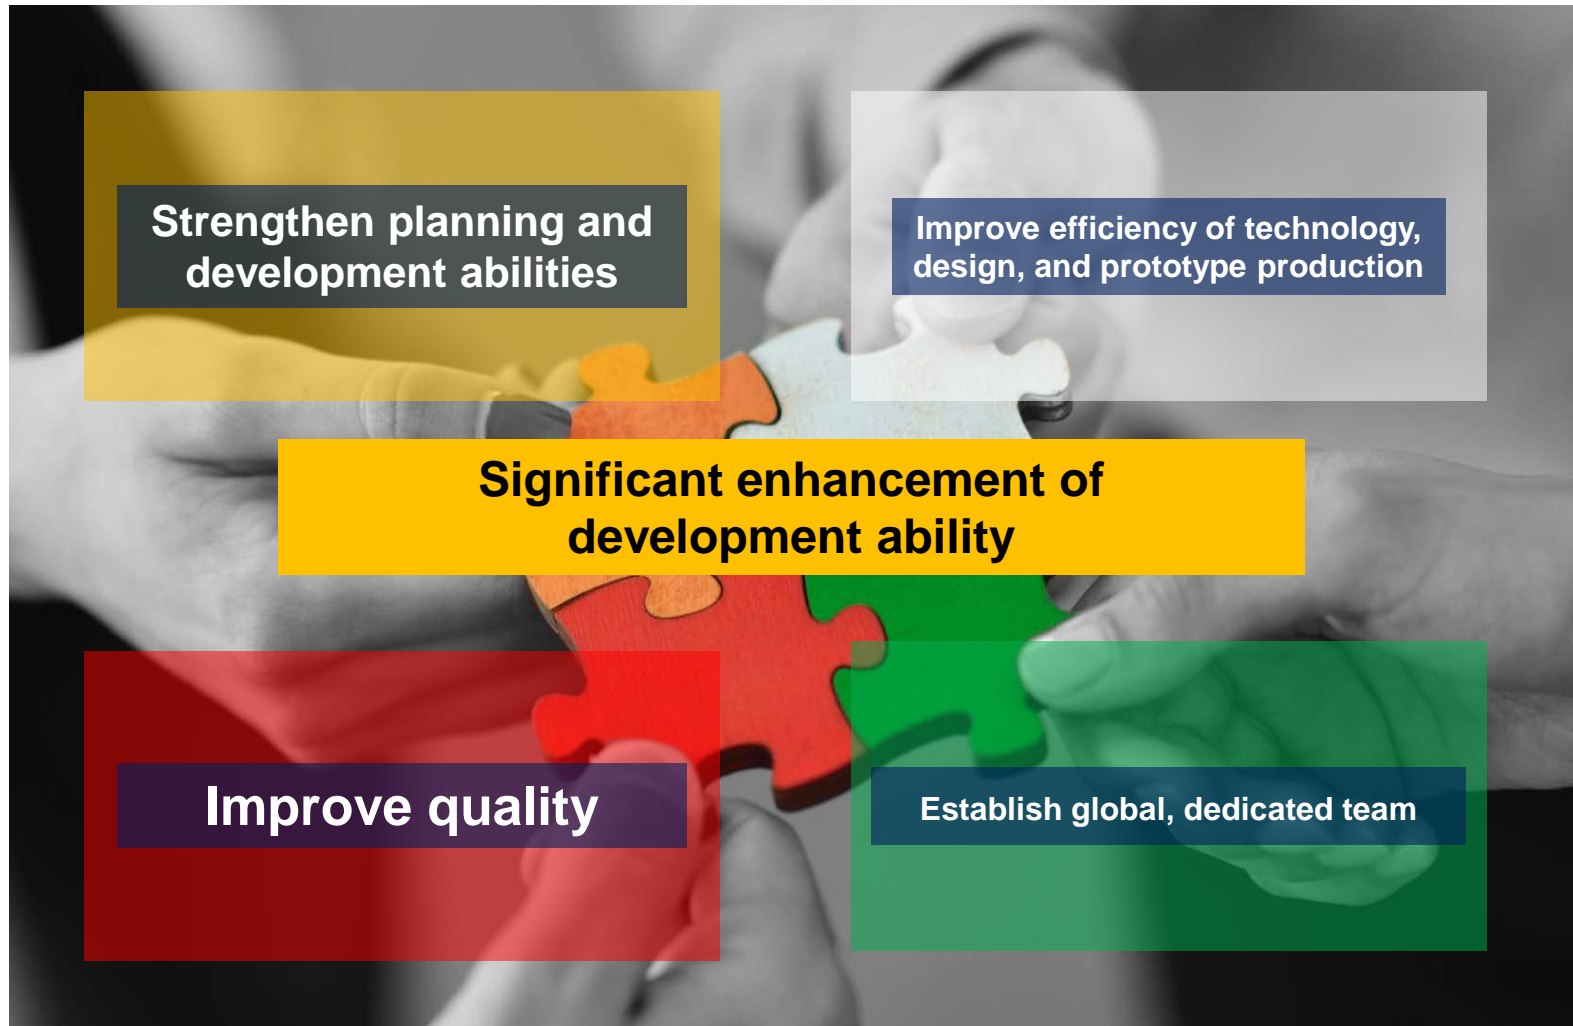 Strengthen planning and
development abilities
Improve efficiency of technology,
design, and prototype production
Significant enhancement of
development ability
Improve quality
Establish global, dedicated team